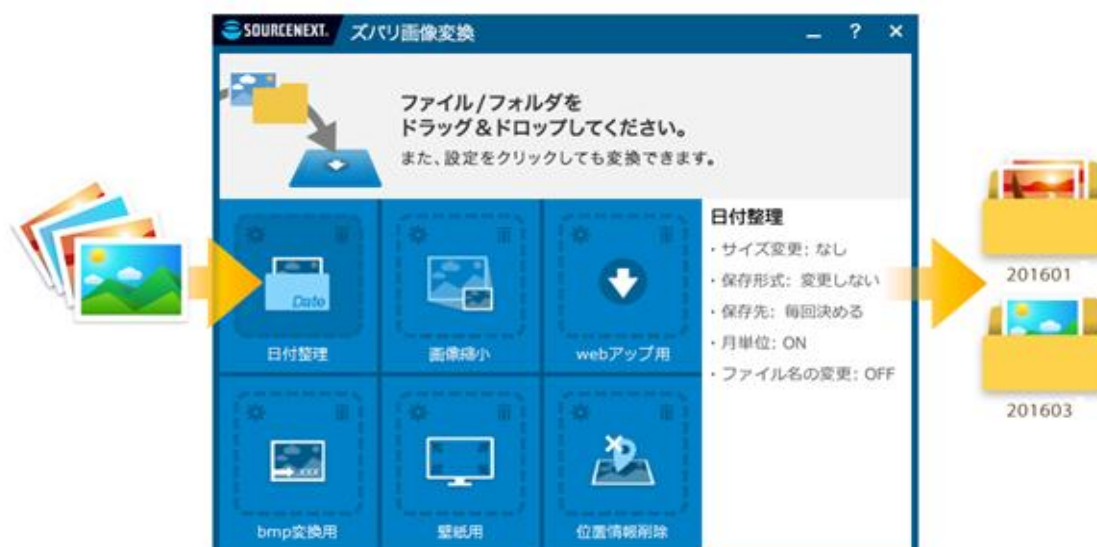 SOURCENEXT. ズバリ画像変換
ファイル/フォルダを
ドラッグ&ドロップしてください。
また、設定をクリックしても変換できます。
日付整理
・サイズ変更: なし
・保存形式: 変更しない
・保存先: 毎回決める
・月単位: ON
・ファイル名の変更: OFF
Date
日付整理
画像縮小
webアップ用
bmp変換用
壁紙用
位置情報削除
201601
201603